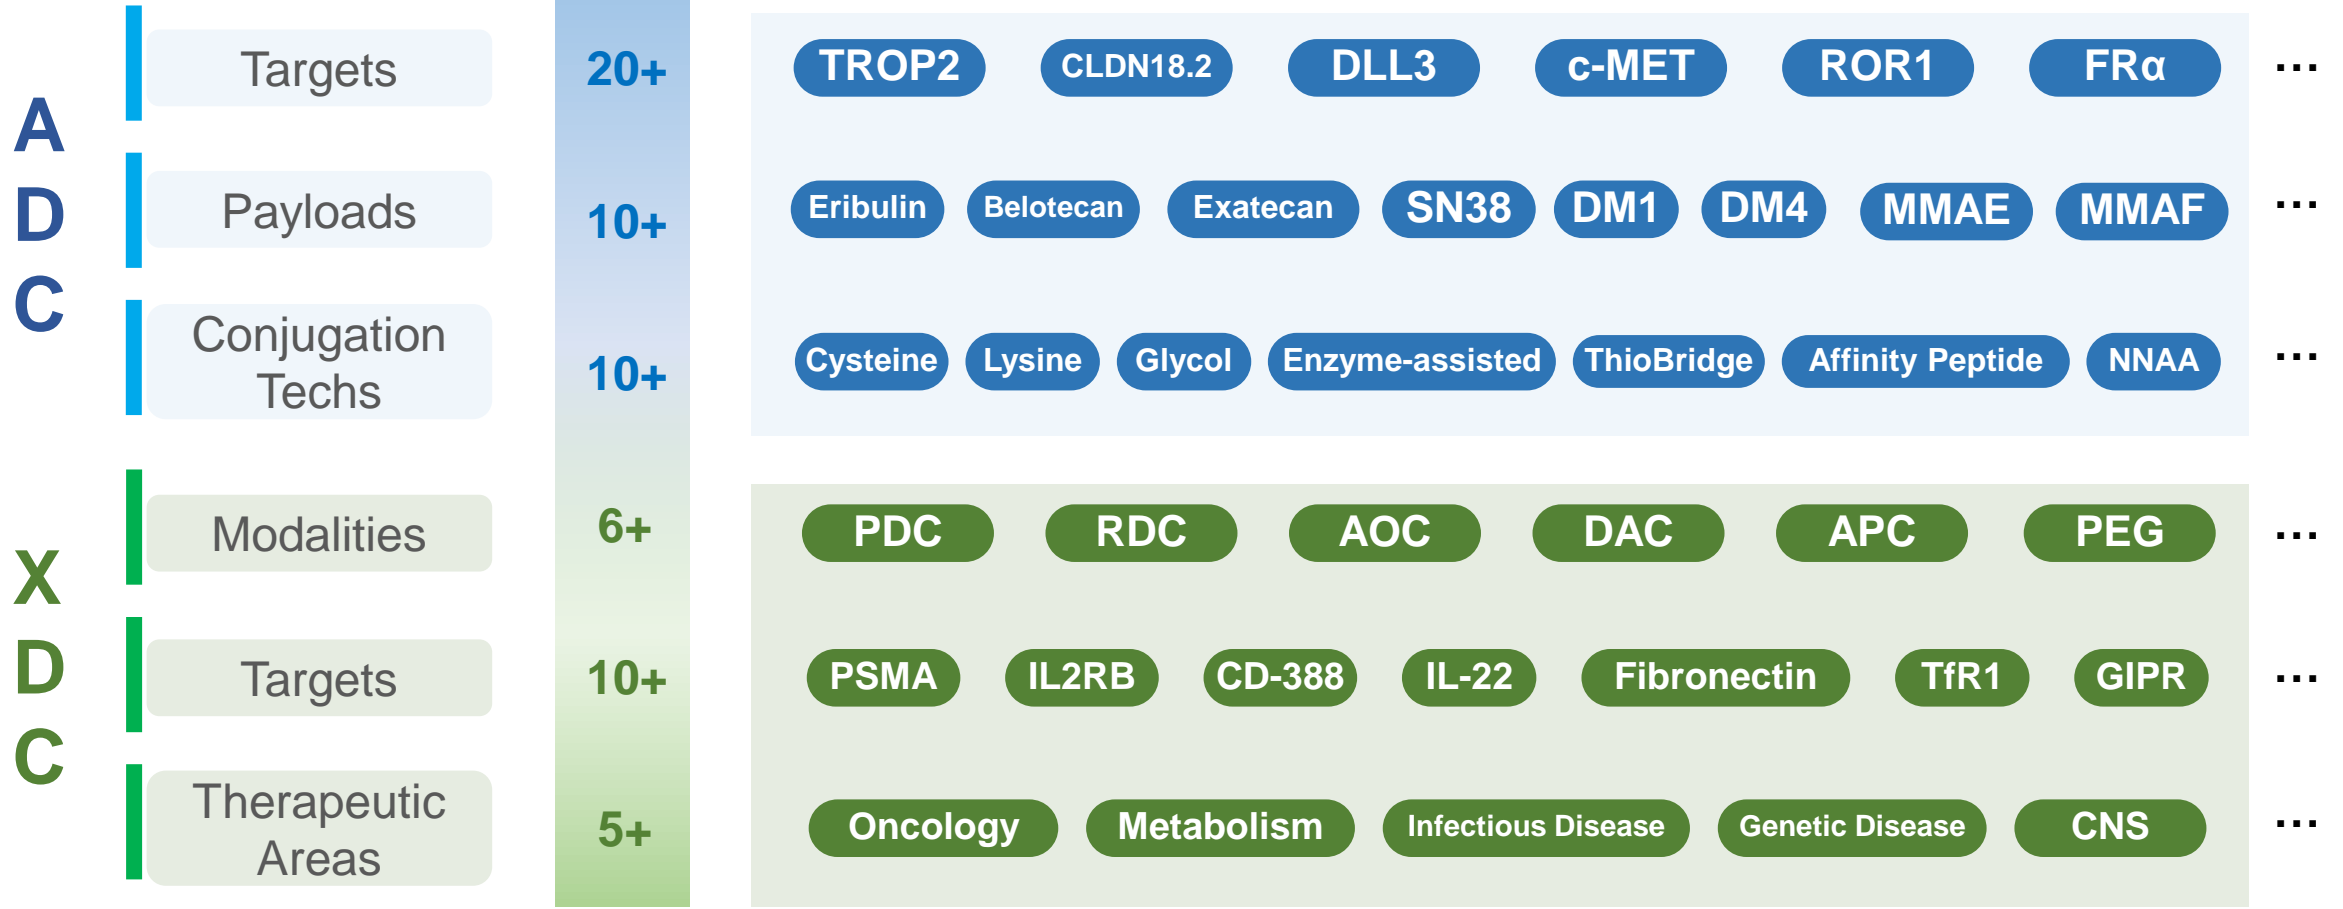 ADC
Targets 20+ TROP2 CLDN18.2 DLL3 c-MET ROR1 FRα ...
Payloads 10+ Eribulin Belotecan Exatecan SN38 DM1 DM4 MMAE MMAF ...
Conjugation
Techs
10+ Cysteine Lysine Glycol Enzyme-assisted ThioBridge Affinity Peptide NNAA ...
XDC
Modalities 6+ PDC RDC AOC DAC APC PEG ...
Targets 10+ PSMA IL2RB CD-388 IL-22 Fibronectin TfR1 GIPR ...
Therapeutic
Areas
5+ Oncology Metabolism Infectious Disease Genetic Disease CNS ...